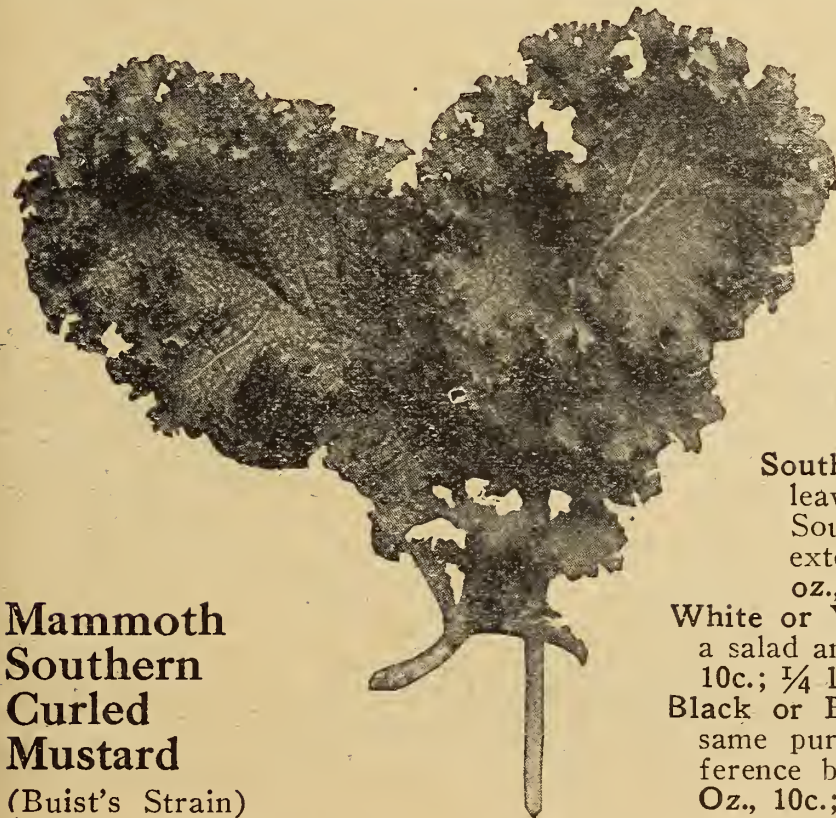 Mammoth
Southern
Curled
Mustard
(Buist's Strain)
South
leav
Sou
exte
oz.,
White or
a salad an
10c.; ¼ l
Black or B
same pur
ference b
Oz., 10c.;